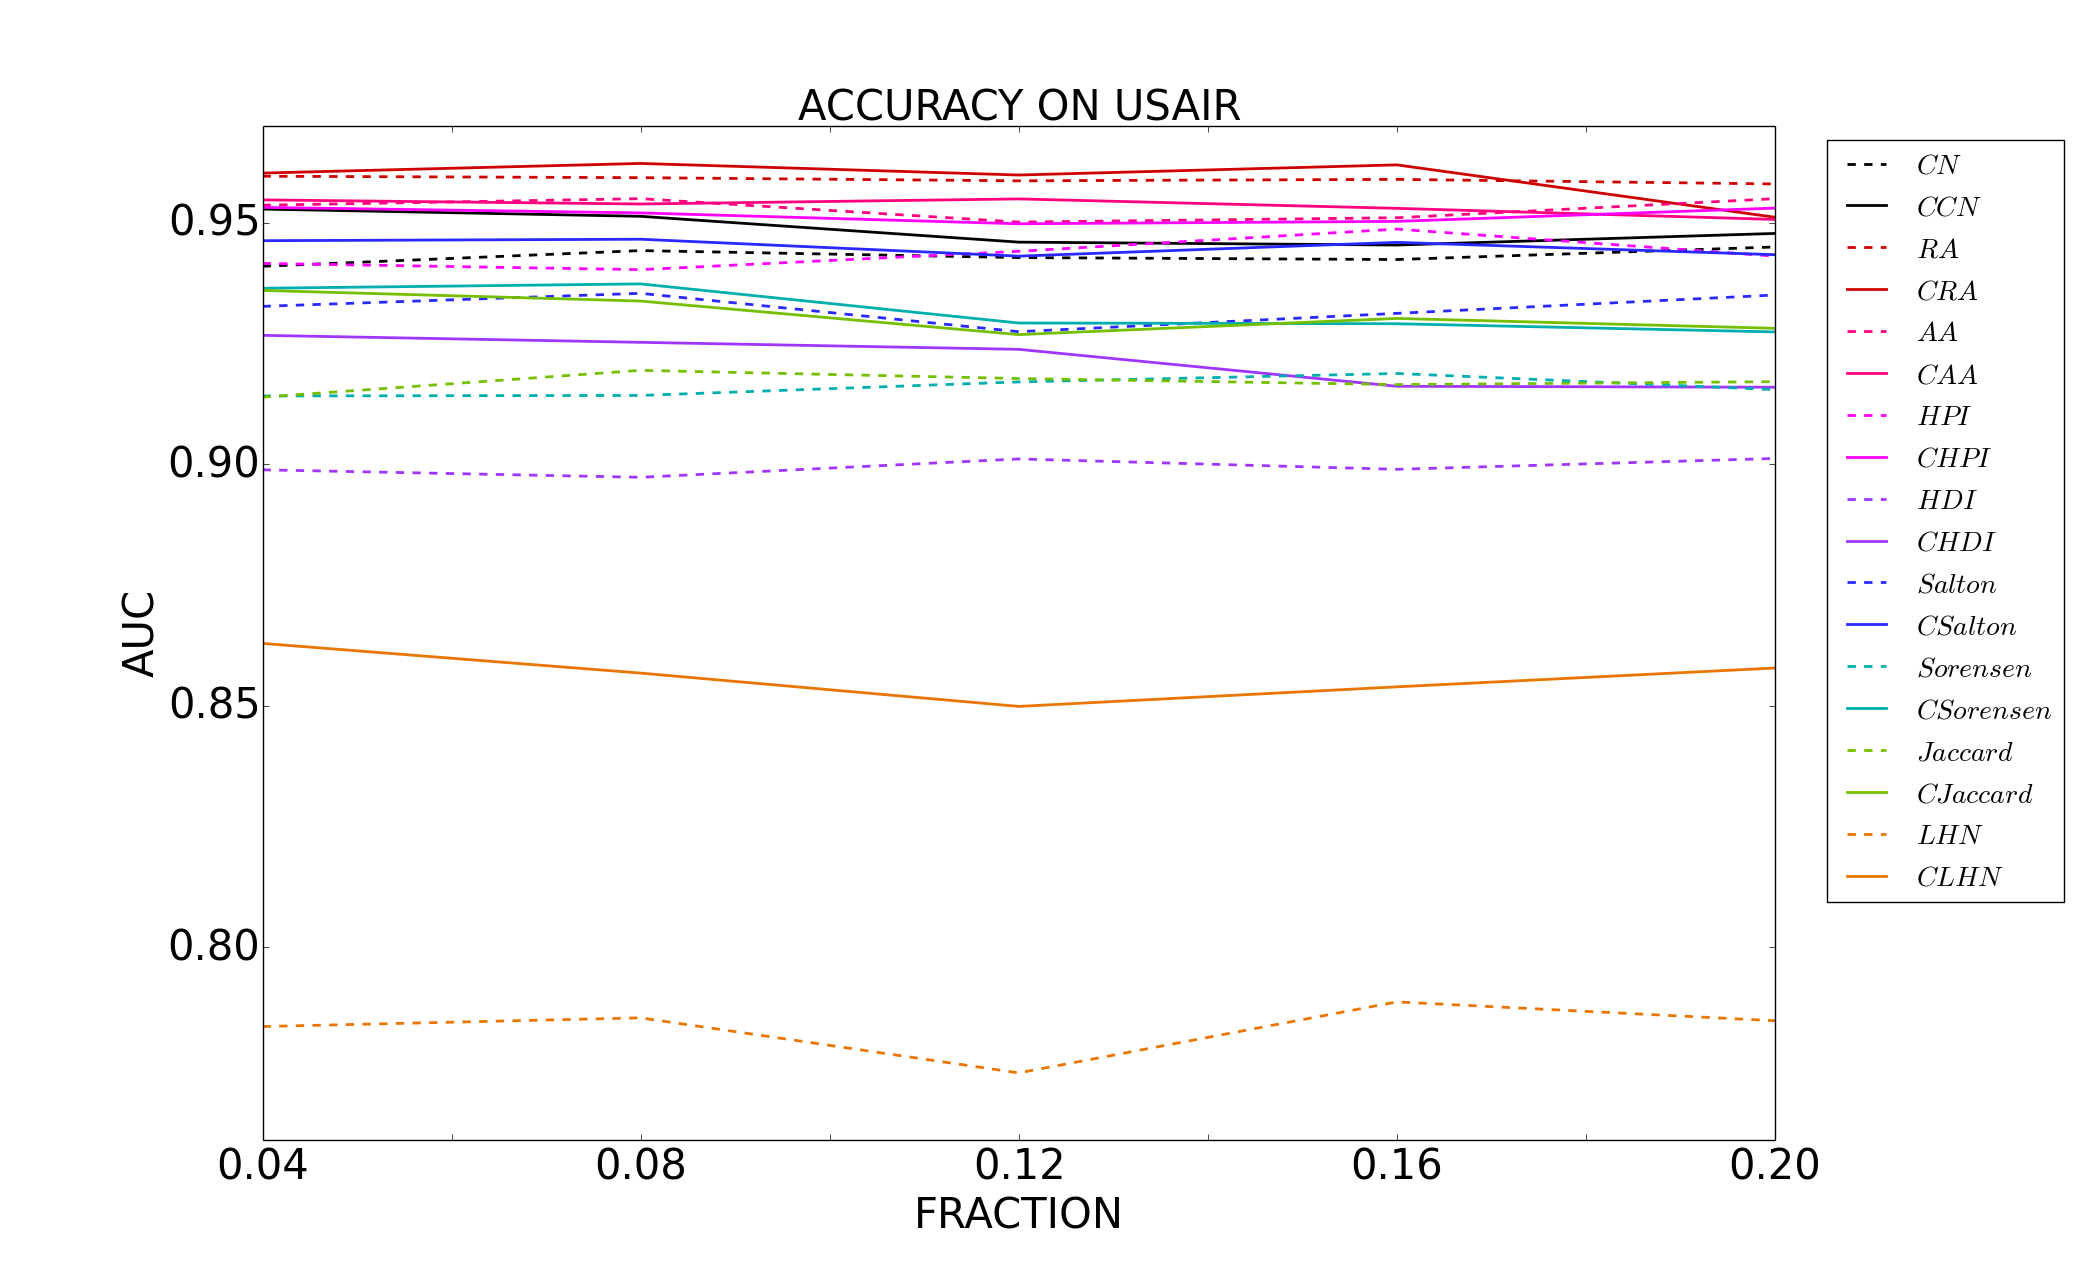 ACCURACY ON USAIR
0.95
0.90
0.85
0.80
AUC
0.04 0.08 0.12 0.16 0.20
FRACTION
CN
CCN
RA
CRA
AA
CAA
HPI
CHPI
HDI
CHDI
Salton
CSalton
Sorensen
CSorensen
Jaccard
CJaccard
LHN
CLHN